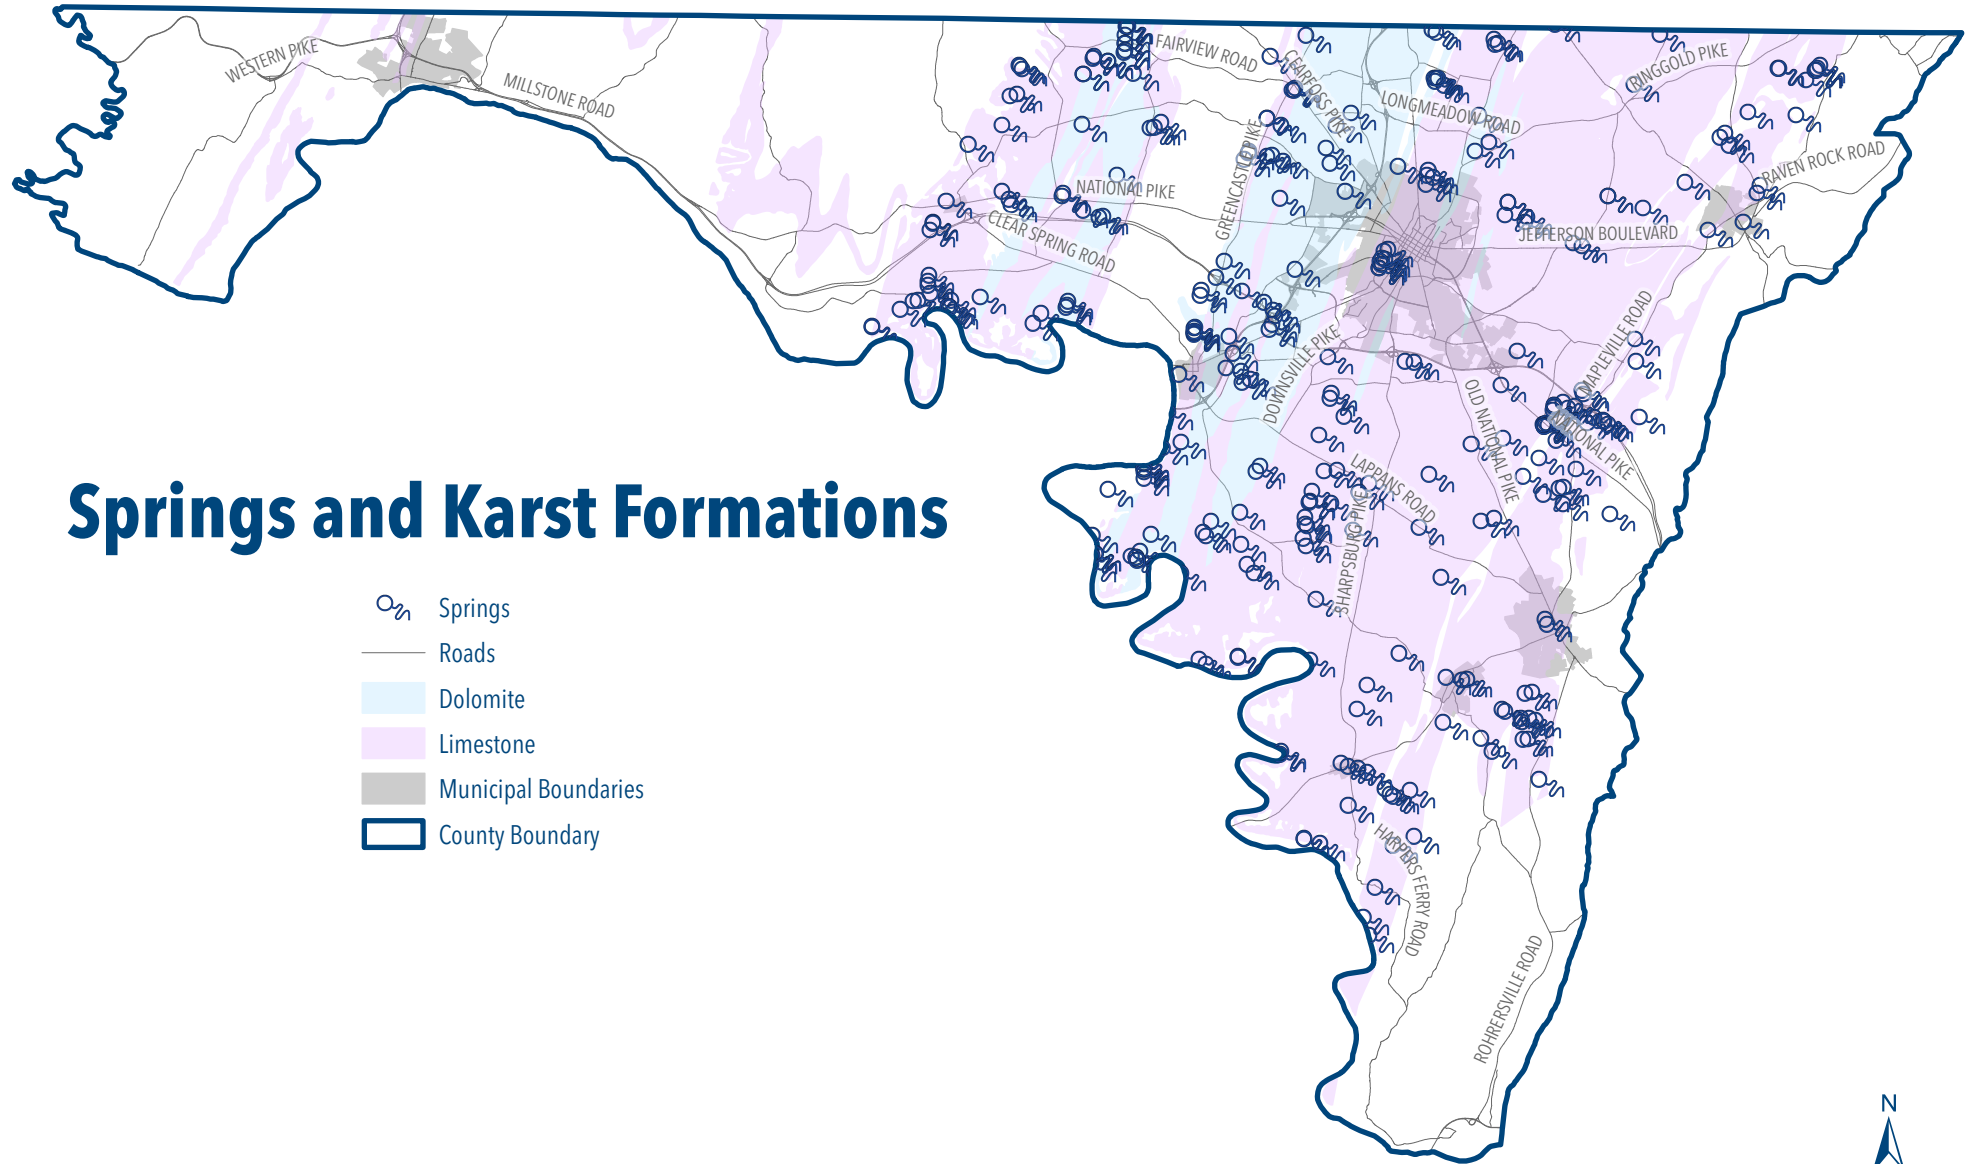 WESTERN PIKE
MILLSTONE ROAD
FAIRVIEW ROAD
CEARFOSS PIKE
LONGMEADOW ROAD
RINGGOLD PIKE
RAVEN ROCK ROAD
GREENCASTLE PIKE
NATIONAL PIKE
CLEAR SPRING ROAD
JEFFERSON BOULEVARD
MAPLEVILLE ROAD
DOWNSVILLE PIKE
OLD NATIONAL PIKE
NATIONAL PIKE
LAPPANS ROAD
SHARPSBURG PIKE
HARPERS FERRY ROAD
ROHRERSVILLE ROAD
Springs and Karst Formations
Springs
Roads
Dolomite
Limestone
Municipal Boundaries
County Boundary
N